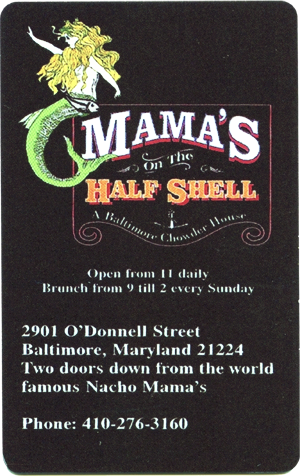 MAMA'S
On The
HALF SHELL
A Baltimore Chowder House
Open from 11 daily
Brunch from 9 till 2 every Sunday
2901 O'Donnell Street
Baltimore, Maryland 21224
Two doors down from the world
famous Nacho Mama's
Phone: 410-276-3160